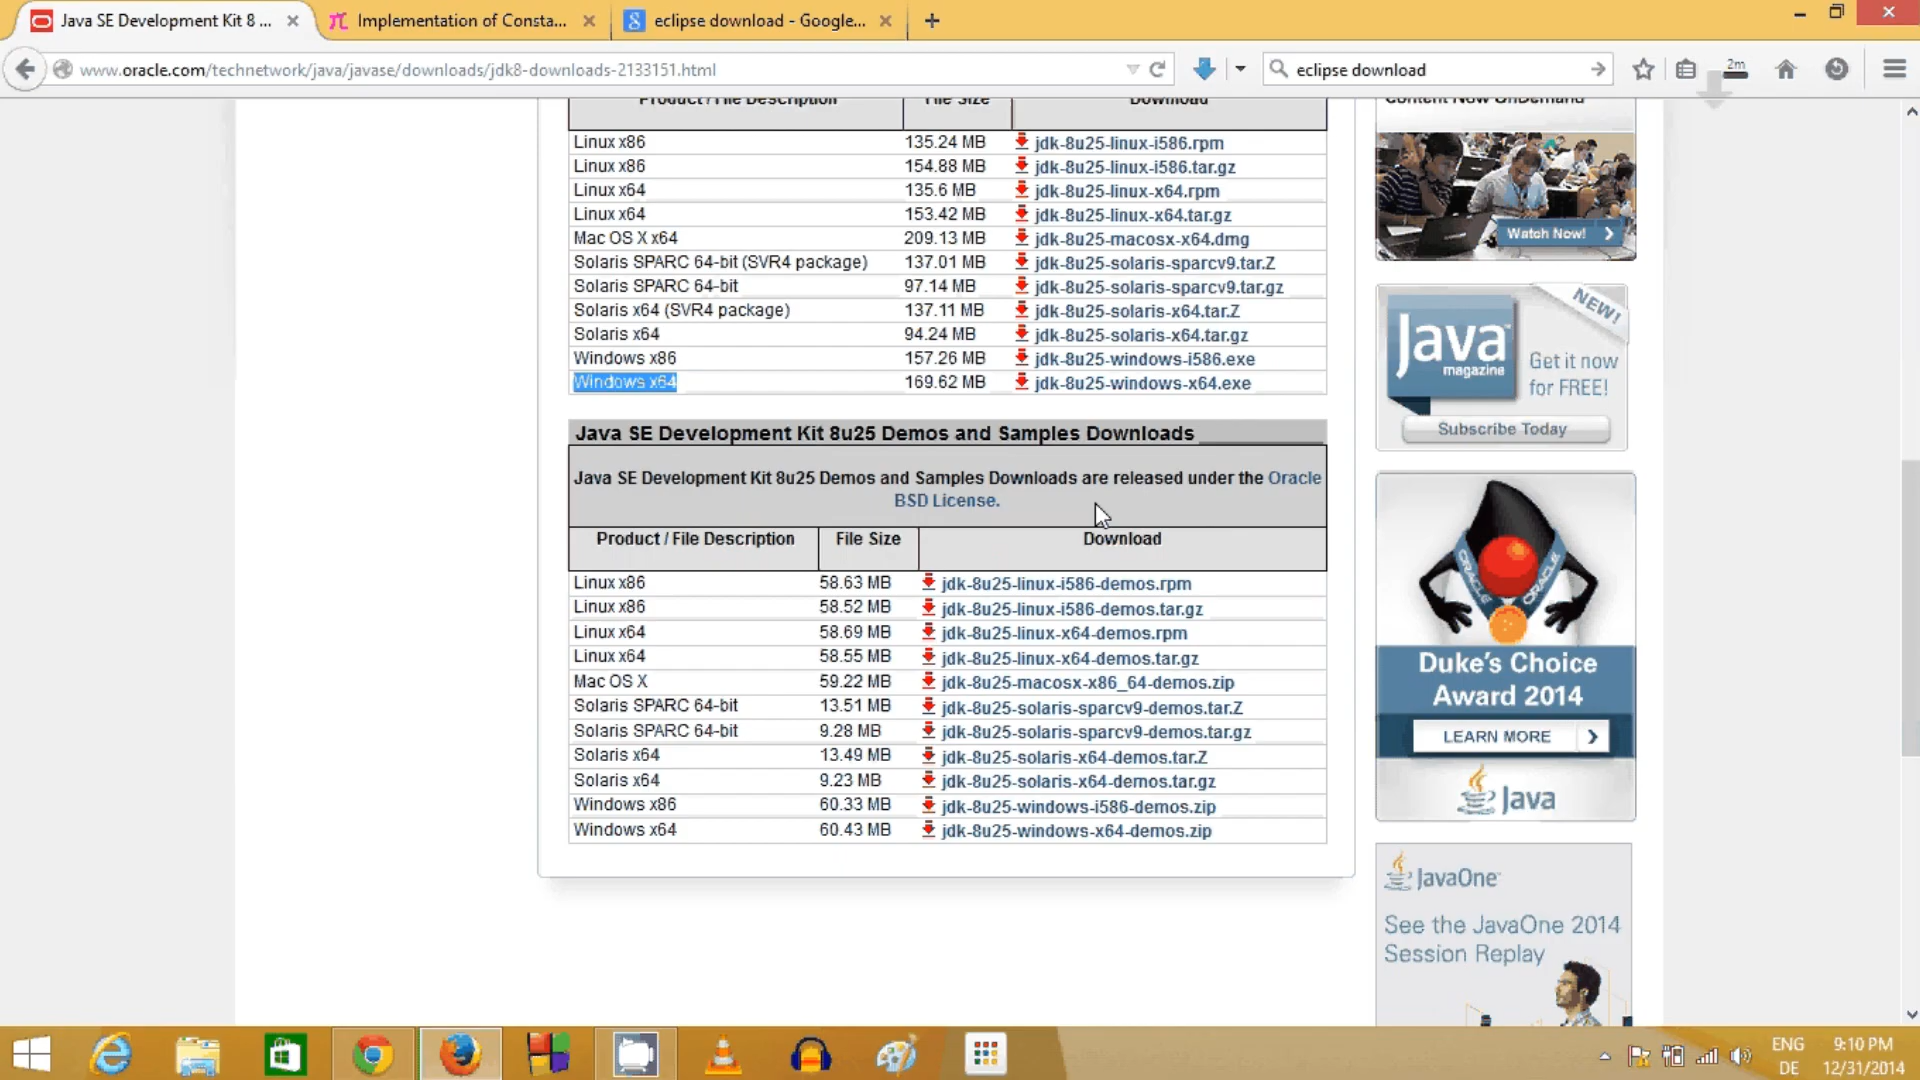 Java SE Development Kit 8 ...
Implementation of Consta...
eclipse download - Google...
www.oracle.com/technetwork/java/javase/downloads/jdk8-downloads-2133151.html
eclipse download
2m
Product / File Description File Size Download
Linux x86 135.24 MB jdk-8u25-linux-i586.rpm
Linux x86 154.88 MB jdk-8u25-linux-i586.tar.gz
Linux x64 135.6 MB jdk-8u25-linux-x64.rpm
Linux x64 153.42 MB jdk-8u25-linux-x64.tar.gz
Mac OS X x64 209.13 MB jdk-8u25-macosx-x64.dmg
Solaris SPARC 64-bit (SVR4 package) 137.01 MB jdk-8u25-solaris-sparcv9.tar.Z
Solaris SPARC 64-bit 97.14 MB jdk-8u25-solaris-sparcv9.tar.gz
Solaris x64 (SVR4 package) 137.11 MB jdk-8u25-solaris-x64.tar.Z
Solaris x64 94.24 MB jdk-8u25-solaris-x64.tar.gz
Windows x86 157.26 MB jdk-8u25-windows-i586.exe
Windows x64 169.62 MB jdk-8u25-windows-x64.exe
Java SE Development Kit 8u25 Demos and Samples Downloads
Java SE Development Kit 8u25 Demos and Samples Downloads are released under the Oracle
BSD License.
Product / File Description File Size Download
Linux x86 58.63 MB jdk-8u25-linux-i586-demos.rpm
Linux x86 58.52 MB jdk-8u25-linux-i586-demos.tar.gz
Linux x64 58.69 MB jdk-8u25-linux-x64-demos.rpm
Linux x64 58.55 MB jdk-8u25-linux-x64-demos.tar.gz
Mac OS X 59.22 MB jdk-8u25-macosx-x86_64-demos.zip
Solaris SPARC 64-bit 13.51 MB jdk-8u25-solaris-sparcv9-demos.tar.Z
Solaris SPARC 64-bit 9.28 MB jdk-8u25-solaris-sparcv9-demos.tar.gz
Solaris x64 13.49 MB jdk-8u25-solaris-x64-demos.tar.Z
Solaris x64 9.23 MB jdk-8u25-solaris-x64-demos.tar.gz
Windows x86 60.33 MB jdk-8u25-windows-i586-demos.zip
Windows x64 60.43 MB jdk-8u25-windows-x64-demos.zip
Content Now OnDemand
Watch Now!
NEW!
Java
magazine
Get it now
for FREE!
Subscribe Today
ORACLE ORACLE
Duke's Choice
Award 2014
LEARN MORE
Java
JavaOne
See the JavaOne 2014
Session Replay
ENG 9:10 PM
DE 12/31/2014